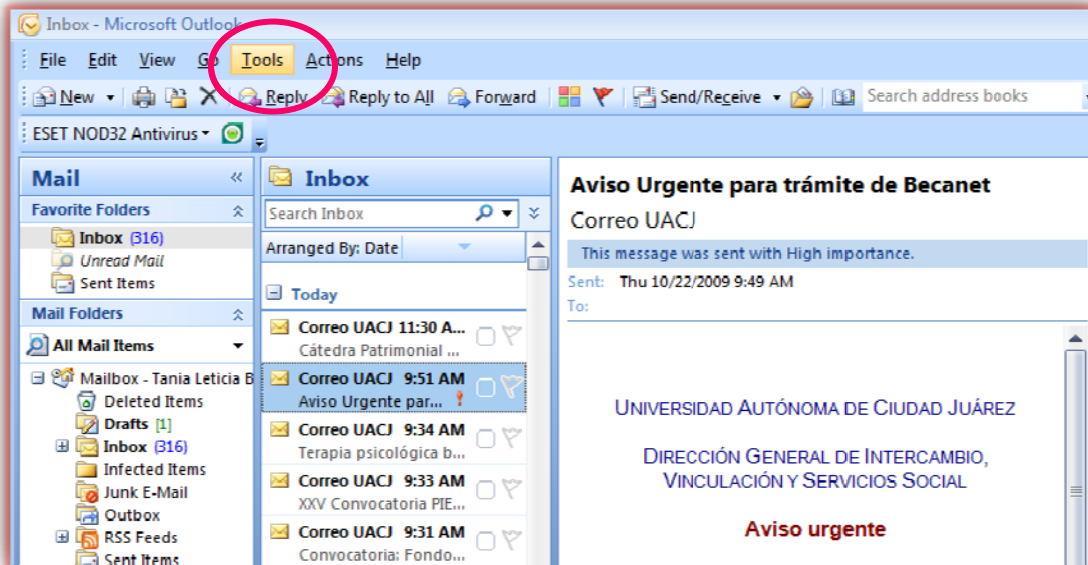 Inbox - Microsoft Outlook
File Edit View Go Tools Actions Help
New Reply Reply to All Forward Send/Receive Search address books
ESET NOD32 Antivirus
Mail
Favorite Folders
Inbox (316)
Unread Mail
Sent Items
Mail Folders
All Mail Items
Mailbox - Tania Leticia B
Deleted Items
Drafts [1]
Inbox (316)
Infected Items
Junk E-Mail
Outbox
RSS Feeds
Sent Items
Inbox
Search Inbox
Arranged By: Date
Today
Correo UACJ 11:30 A...
Cátedra Patrimonial ...
Correo UACJ 9:51 AM
Aviso Urgente par...
Correo UACJ 9:34 AM
Terapia psicológica b...
Correo UACJ 9:33 AM
XXV Convocatoria PIE...
Correo UACJ 9:31 AM
Convocatoria: Fondo...
Aviso Urgente para trámite de Becanet
Correo UACJ
This message was sent with High importance.
Sent: Thu 10/22/2009 9:49 AM
To:
UNIVERSIDAD AUTÓNOMA DE CIUDAD JUÁREZ
DIRECCIÓN GENERAL DE INTERCAMBIO,
VINCULACIÓN Y SERVICIOS SOCIAL
Aviso urgente